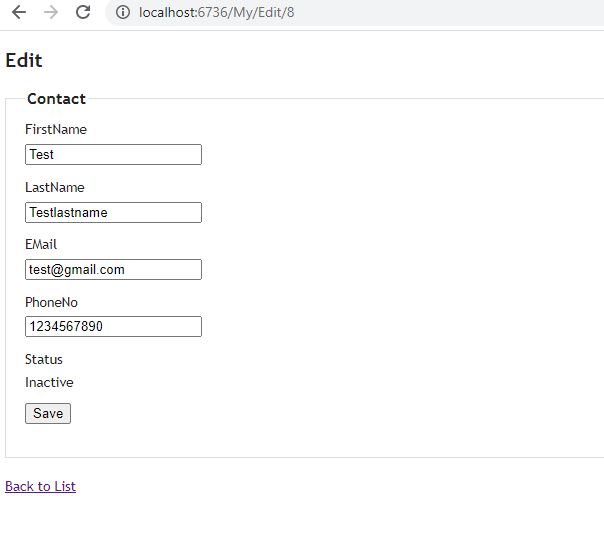 localhost:6736/My/Edit/8
Edit
Contact
FirstName
Test
LastName
Testlastname
EMail
test@gmail.com
PhoneNo
1234567890
Status
Inactive
Save
Back to List